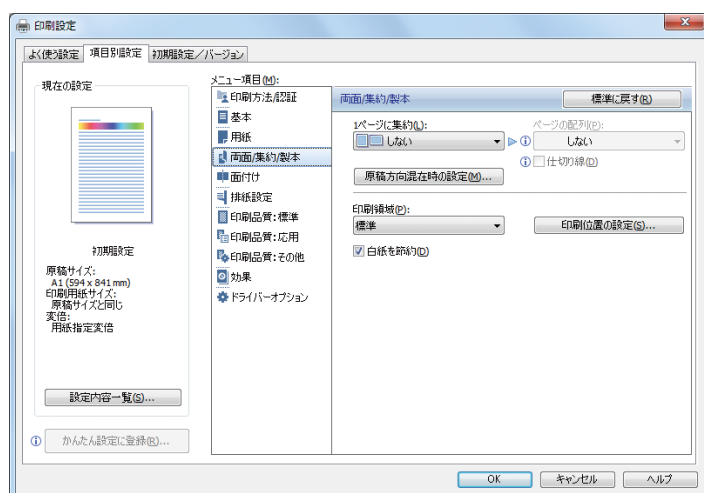 印刷設定
よく使う設定 項目別設定 初期設定／バージョン
現在の設定
初期設定
原稿サイズ:
A1 (594 x 841 mm)
印刷用紙サイズ:
原稿サイズと同じ
変倍:
用紙指定変倍
設定内容一覧(S)...
かんたん設定に登録(R)...
メニュー項目(M):
印刷方法/認証
基本
用紙
両面/集約/製本
面付け
排紙設定
印刷品質:標準
印刷品質:応用
印刷品質:その他
効果
ドライバーオプション
両面/集約/製本 標準に戻す(R)
1ページに集約(L): ページの配列(P):
しない しない
仕切り線(D)
原稿方向混在時の設定(M)...
印刷領域(P):
標準 印刷位置の設定(S)...
白紙を節約(D)
OK キャンセル ヘルプ